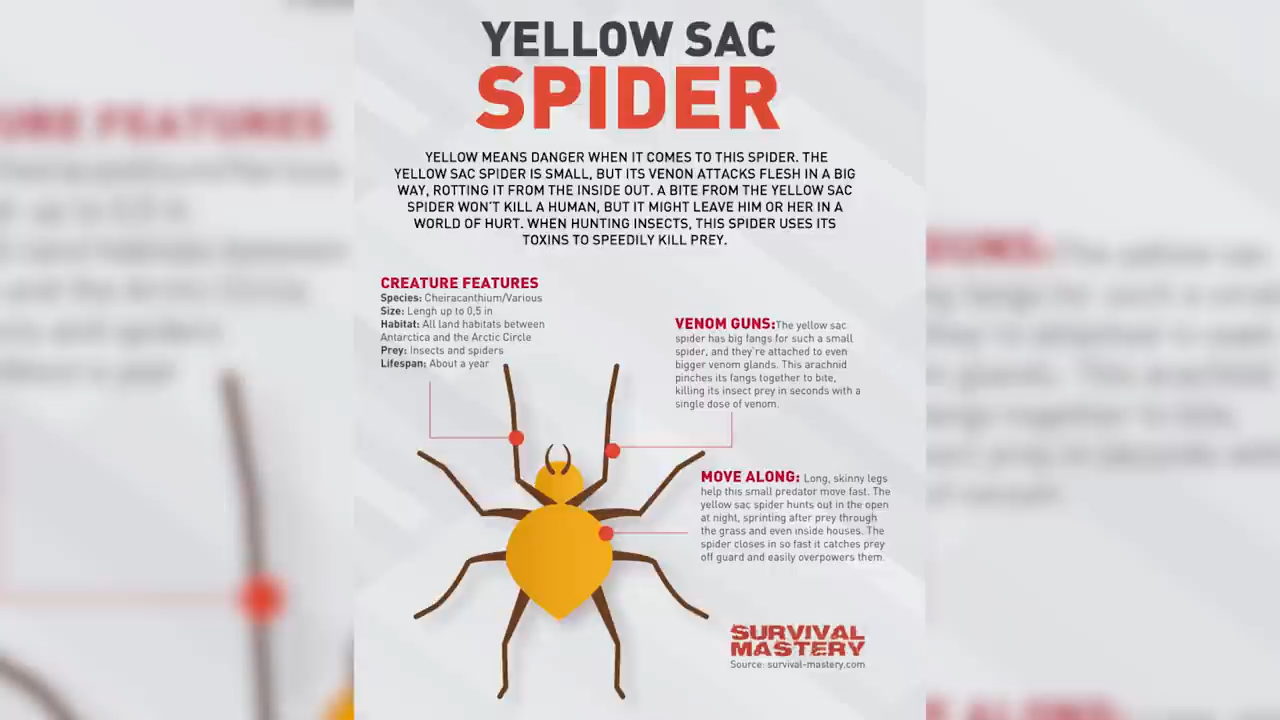 YELLOW SAC
SPIDER
YELLOW MEANS DANGER WHEN IT COMES TO THIS SPIDER. THE
YELLOW SAC SPIDER IS SMALL, BUT ITS VENON ATTACKS FLESH IN A BIG
WAY, ROTTING IT FROM THE INSIDE OUT. A BITE FROM THE YELLOW SAC
SPIDER WON'T KILL A HUMAN, BUT IT MIGHT LEAVE HIM OR HER IN A
WORLD OF HURT. WHEN HUNTING INSECTS, THIS SPIDER USES ITS
TOXINS TO SPEEDILY KILL PREY.
CREATURE FEATURES
Species: Cheiracanthium/Various
Size: Lengh up to 0,5 in
Habitat: All land habitats between
Antarctica and the Arctic Circle
Prey: Insects and spiders
Lifespan: About a year
VENOM GUNS:The yellow sac
spider has big fangs for such a small
spider, and they're attached to even
bigger venom glands. This arachnid
pinches its fangs together to bite,
killing its insect prey in seconds with a
single dose of venom.
MOVE ALONG: Long, skinny legs
help this small predator move fast. The
yellow sac spider hunts out in the open
at night, sprinting after prey through
the grass and even inside houses. The
spider closes in so fast it catches prey
off guard and easily overpowers them.
SURVIVAL
MASTERY
Source: survival-mastery.com